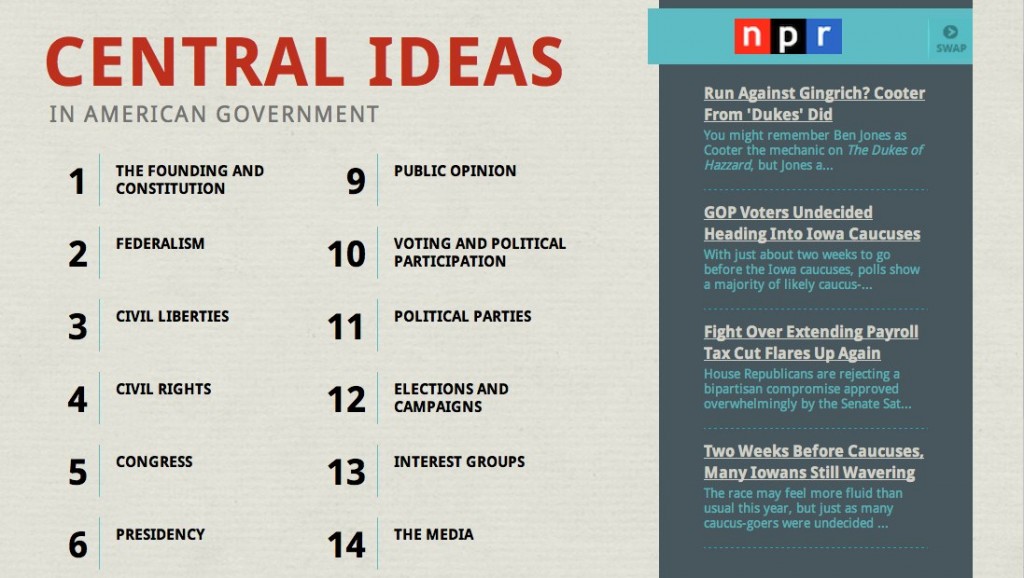 CENTRAL IDEAS
IN AMERICAN GOVERNMENT
1 THE FOUNDING AND
CONSTITUTION
2 FEDERALISM
3 CIVIL LIBERTIES
4 CIVIL RIGHTS
5 CONGRESS
6 PRESIDENCY
9 PUBLIC OPINION
10 VOTING AND POLITICAL
PARTICIPATION
11 POLITICAL PARTIES
12 ELECTIONS AND
CAMPAIGNS
13 INTEREST GROUPS
14 THE MEDIA
npr
SWAP
Run Against Gingrich? Cooter
From 'Dukes' Did
You might remember Ben Jones as
Cooter the mechanic on The Dukes of
Hazzard, but Jones a...
GOP Voters Undecided
Heading Into Iowa Caucuses
With just about two weeks to go
before the Iowa caucuses, polls show
a majority of likely caucus-...
Fight Over Extending Payroll
Tax Cut Flares Up Again
House Republicans are rejecting a
bipartisan compromise approved
overwhelmingly by the Senate Sat...
Two Weeks Before Caucuses,
Many Iowans Still Wavering
The race may feel more fluid than
usual this year, but just as many
caucus-goers were undecided ...